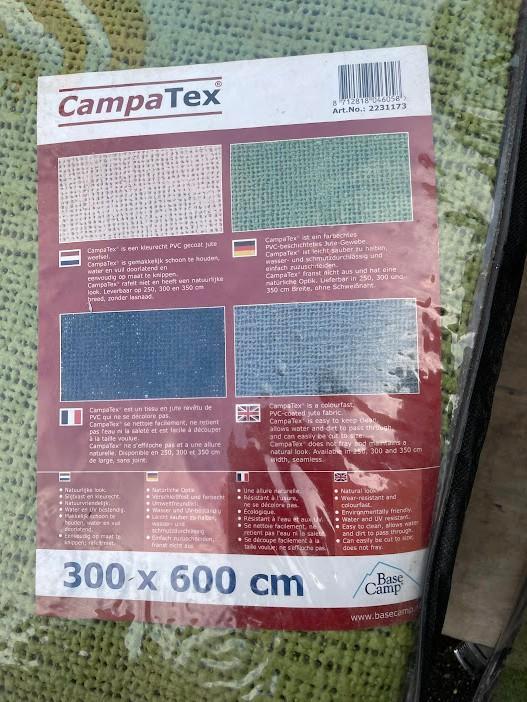 CampaTex®
8 712818 046058
Art.No.: 2231173
CampaTex® is een kleurecht PVC gecoat jute
weefsel.
CampaTex® is gemakkelijk schoon te houden,
water en vuil doorlatend en
eenvoudig op maat te knippen.
CampaTex® rafelt niet en heeft een natuurlijke
look. Leverbaar op 250, 300 en 350 cm
breed, zonder lasnaad.
CampaTex® ist ein farbechtes
PVC-beschichtetes Jute-Gewebe.
CampaTex® ist leicht sauber zu halten,
wasser- und schmutzdurchlässig und
einfach zuzuschneiden.
CampaTex® franst nicht aus und hat eine
natürliche Optik. Lieferbar in 250, 300 und
350 cm Breite, ohne Schweißnaht.
CampaTex® est un tissu en jute revêtu de
PVC qui ne se décolore pas.
CampaTex® se nettoie facilement, ne retient
pas l'eau ni la saleté et est facile à découper
à la taille voulue.
CampaTex® ne s'effiloche pas et a une allure
naturelle. Disponible en 250, 300 et 350 cm
de large, sans joint.
CampaTex® is a colourfast,
PVC-coated jute fabric.
CampaTex® is easy to keep clean,
allows water and dirt to pass through
and can easily be cut to size.
CampaTex® does not fray and maintains a
natural look. Available in 250, 300 and 350 cm
width, seamless.
• Natuurlijke look.
• Slijtvast en kleurecht.
• Natuurvriendelijk.
• Water en UV bestendig.
• Makkelijk schoon te
houden, water en vuil
doorlatend.
• Eenvoudig op maat te
knippen; rafelt niet.
• Natürliche Optik.
• Verschleißfest und farbecht
• Umweltfreundlich
• Wasser und UV-beständig
• Leicht sauber zu halten,
wasser- und
schmutzdurchlässig
• Einfach zuzuschneiden,
franst nicht aus
• Une allure naturelle.
• Résistant à l'usure,
ne se décolore pas.
• Écologique.
• Résistant à l'eau et aux UV.
• Se nettoie facilement, ne
retient pas l'eau ni la saleté
• Se découpe facilement à la
taille voulue; ne s'effiloche pas.
• Natural look
• Wear-resistant and
colourfast.
• Environmentally friendly.
• Water and UV resistant.
• Easy to clean, allows water
and dirt to pass through.
• Can easily be cut to size;
does not fray.
300 x 600 cm
Base
Camp®
www.basecamp.